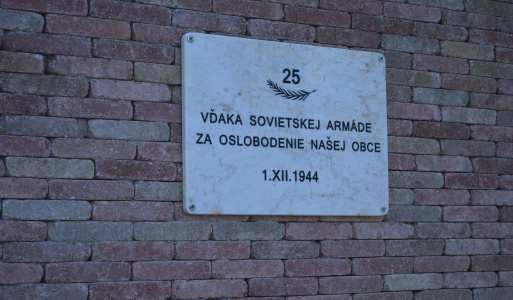 25
VĎAKA SOVIETSKEJ ARMÁDE
ZA OSLOBODENIE NAŠEJ OBCE
1.XII.1944